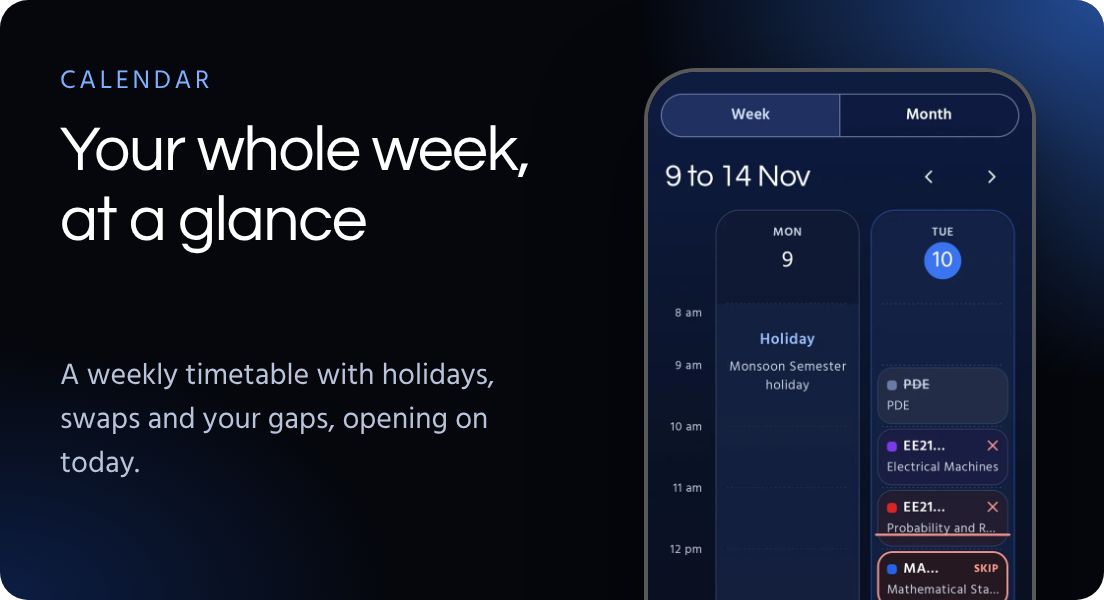 CALENDAR
Your whole week,
at a glance
A weekly timetable with holidays,
swaps and your gaps, opening on
today.
Week
Month
9 to 14 Nov
MON
9
TUE
10
8 am
9 am
10 am
11 am
12 pm
Holiday
Monsoon Semester
holiday
PDE
PDE
EE21...
Electrical Machines
EE21...
Probability and R...
MA...
SKIP
Mathematical Sta...